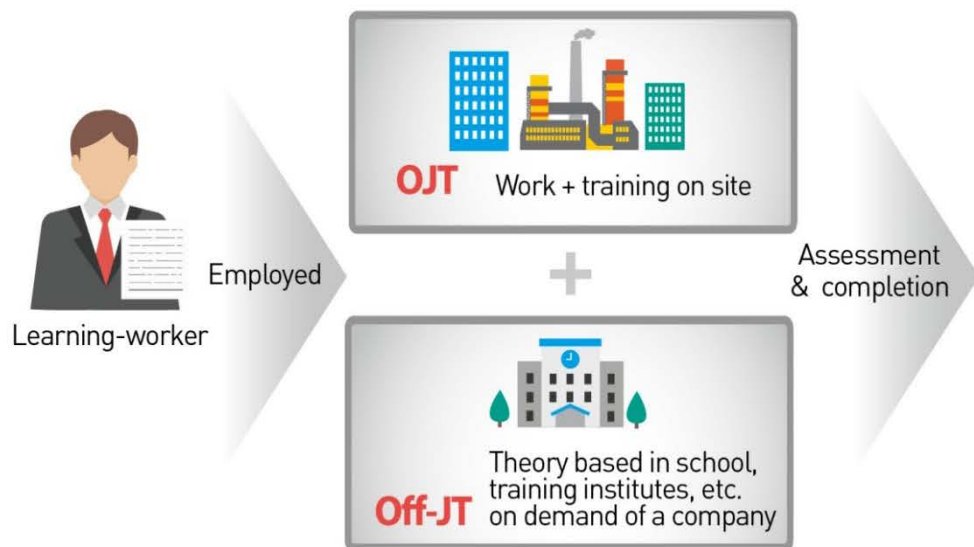 Learning-worker
Employed
OJT Work + training on site
+
Off-JT
Theory based in school,
training institutes, etc.
on demand of a company
Assessment
& completion